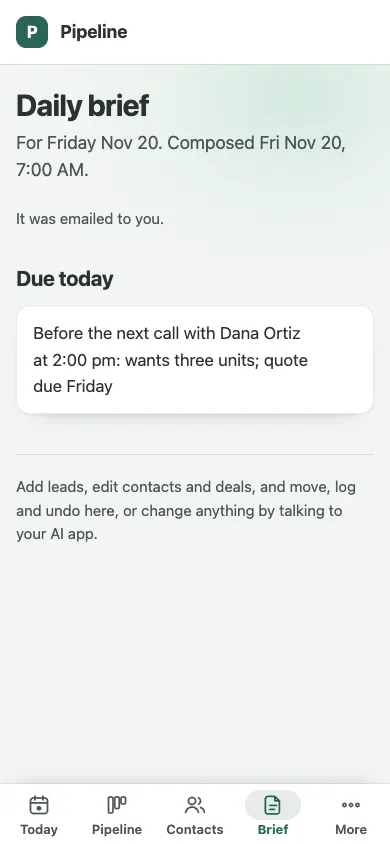 P Pipeline
Daily brief
For Friday Nov 20. Composed Fri Nov 20,
7:00 AM.
It was emailed to you.
Due today
Before the next call with Dana Ortiz
at 2:00 pm: wants three units; quote
due Friday
Add leads, edit contacts and deals, and move, log
and undo here, or change anything by talking to
your AI app.
Today Pipeline Contacts Brief More